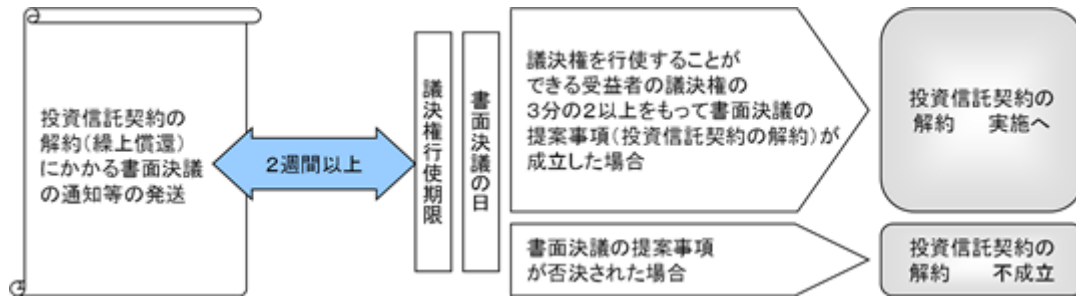 投資信託契約の
解約(繰上償還)
にかかる書面決議
の通知等の発送
2週間以上
議決権行使期限
書面決議の日
議決権を行使することが
できる受益者の議決権の
3分の2以上をもって書面決議の
提案事項(投資信託契約の解約)が
成立した場合
投資信託契約の
解約 実施へ
書面決議の提案事項
が否決された場合
投資信託契約の
解約 不成立